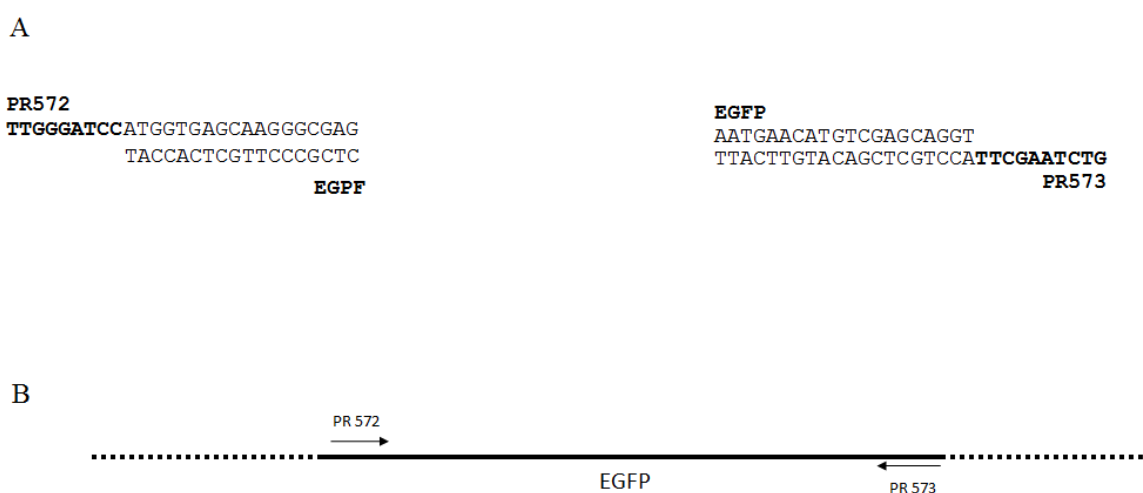 A
PR572
TTGGGATCCATGGTGAGCAAGGGCGAG
TACCACTCGTTCCCGCTC
EGPF
EGFP
AATGAACATGTCGAGCAGGT
TTACTTGTACAGCTCGTCCATTCGAATCTG
PR573
B
PR 572
EGFP
PR 573